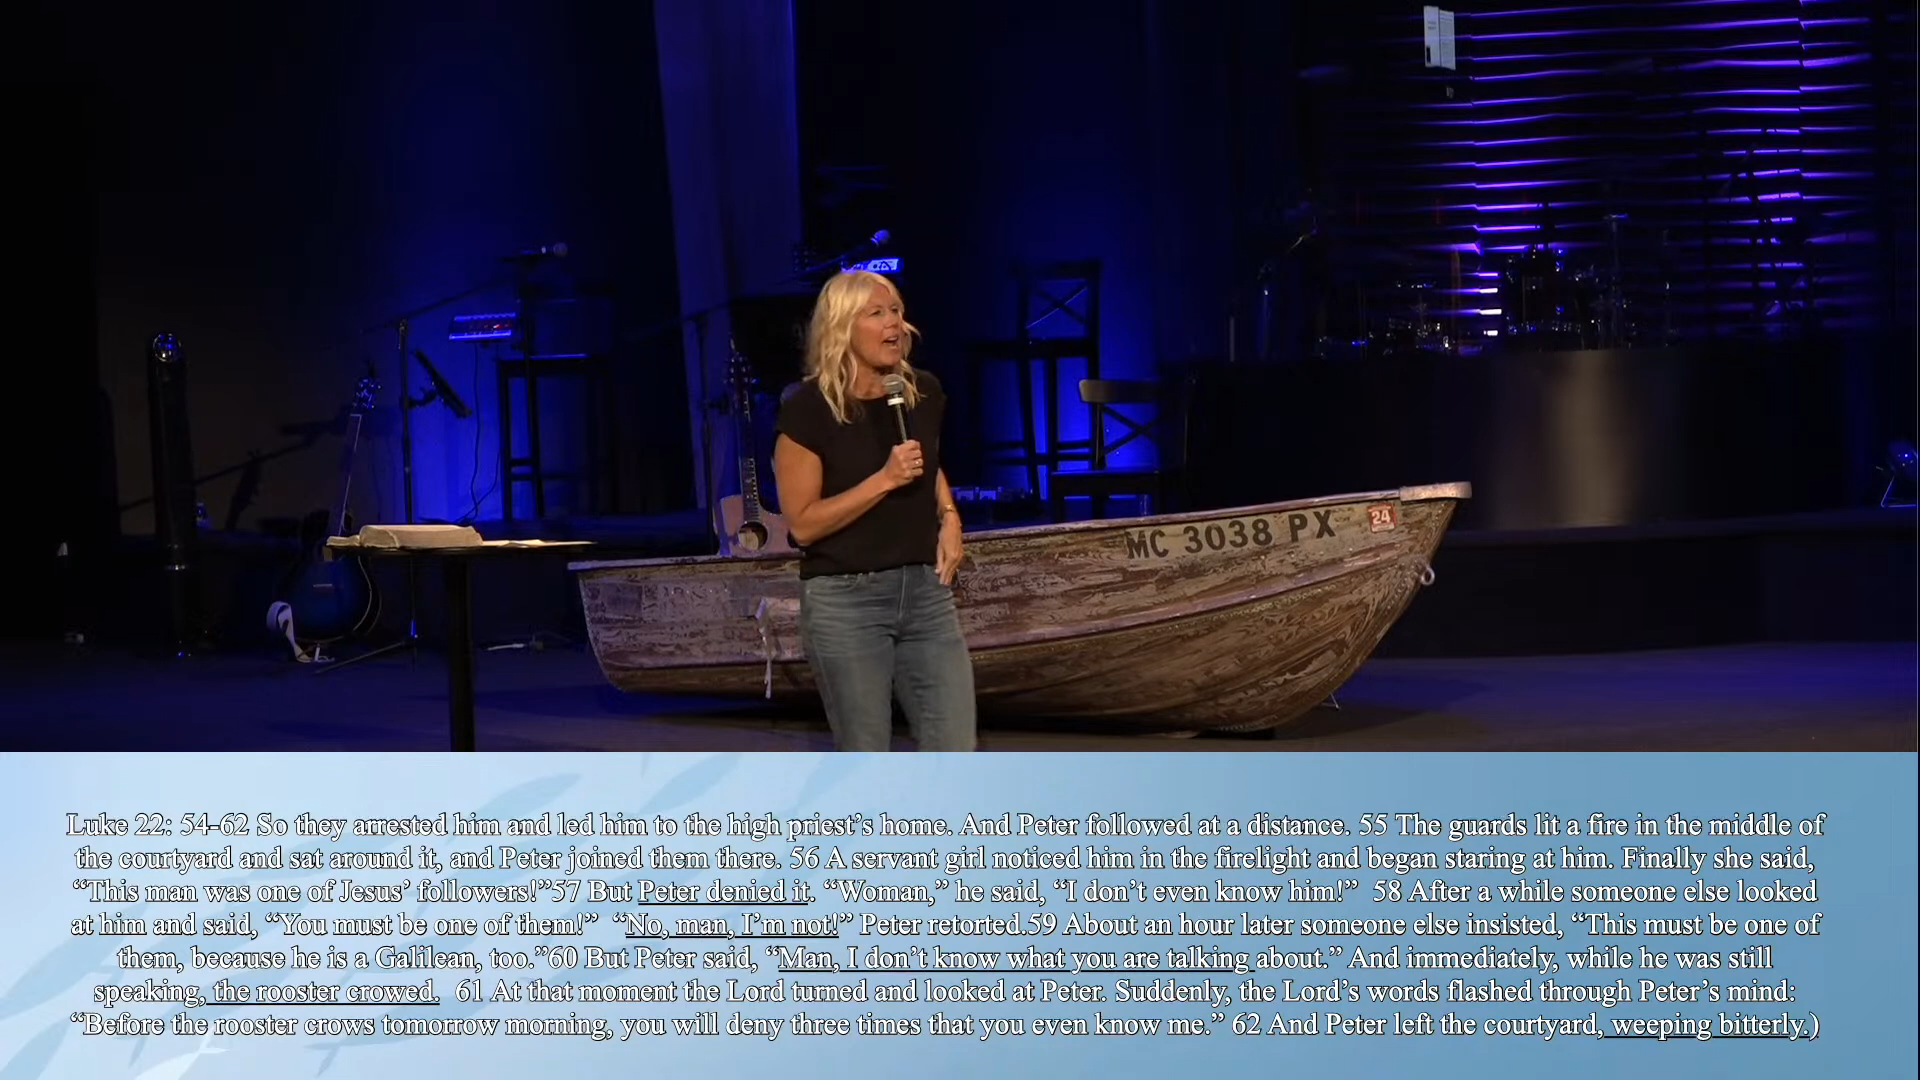 MC 3038 PX
24
Luke 22: 54-62 So they arrested him and led him to the high priest’s home. And Peter followed at a distance. 55 The guards lit a fire in the middle of
the courtyard and sat around it, and Peter joined them there. 56 A servant girl noticed him in the firelight and began staring at him. Finally she said,
“This man was one of Jesus’ followers!”57 But Peter denied it. “Woman,” he said, “I don’t even know him!”  58 After a while someone else looked
at him and said, “You must be one of them!”  “No, man, I’m not!” Peter retorted.59 About an hour later someone else insisted, “This must be one of
them, because he is a Galilean, too.”60 But Peter said, “Man, I don’t know what you are talking about.” And immediately, while he was still
speaking, the rooster crowed.  61 At that moment the Lord turned and looked at Peter. Suddenly, the Lord’s words flashed through Peter’s mind:
“Before the rooster crows tomorrow morning, you will deny three times that you even know me.” 62 And Peter left the courtyard, weeping bitterly.)